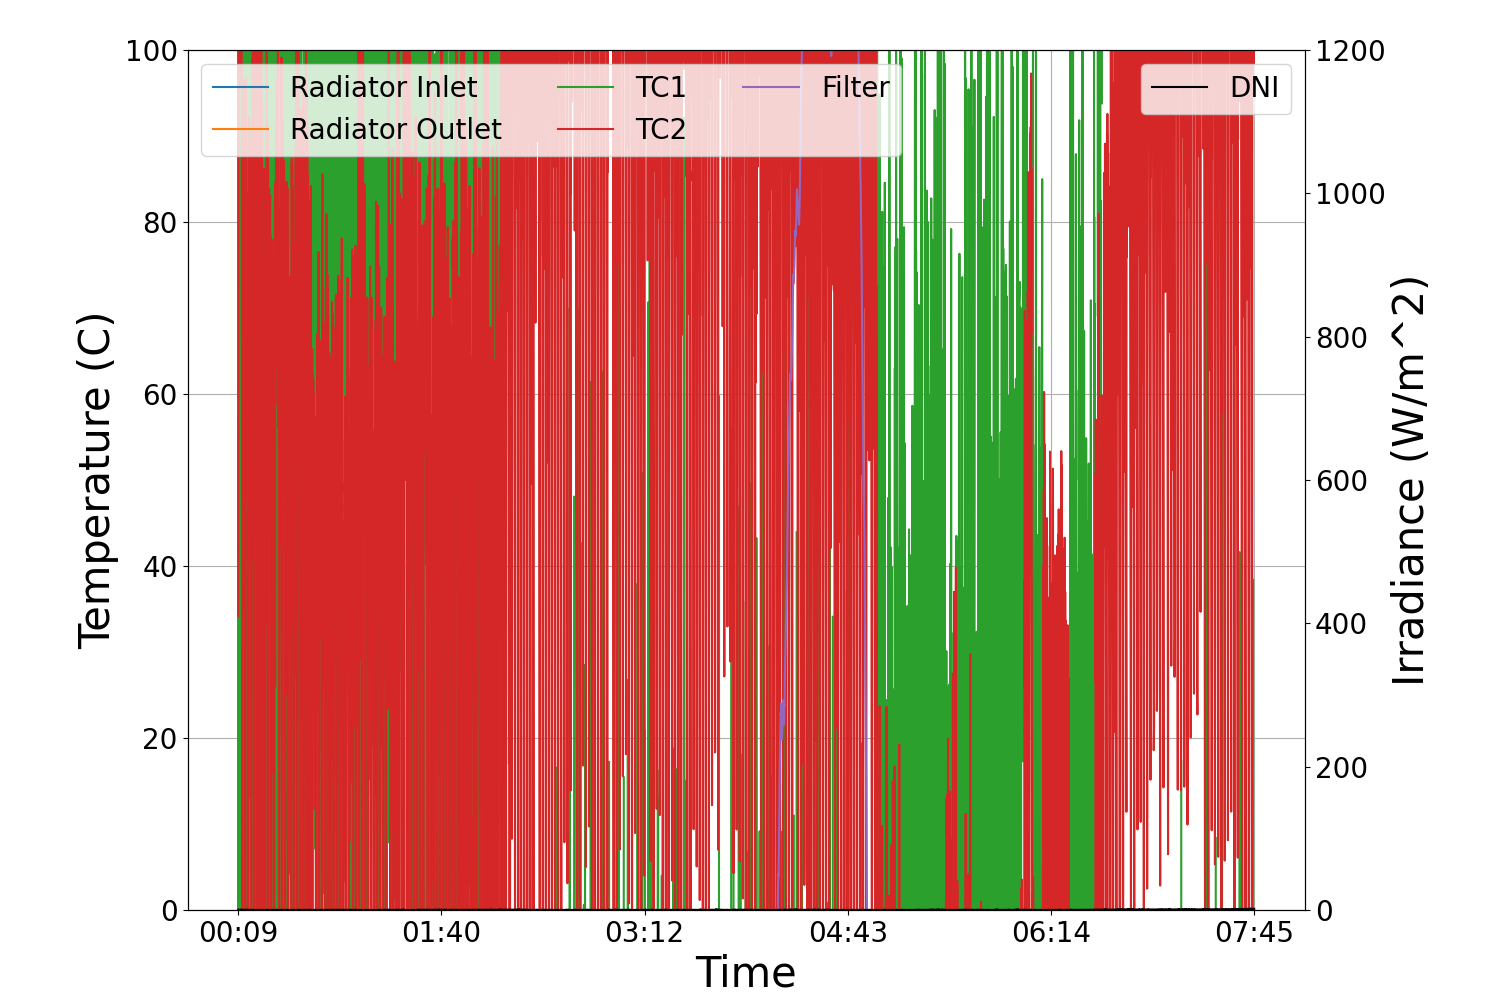 100
80
60
40
20
0
Temperature (C)
Radiator Inlet
Radiator Outlet
TC1
TC2
Filter
DNI
1200
1000
800
600
400
200
0
Irradiance (W/m^2)
00:09
01:40
03:12
04:43
06:14
07:45
Time